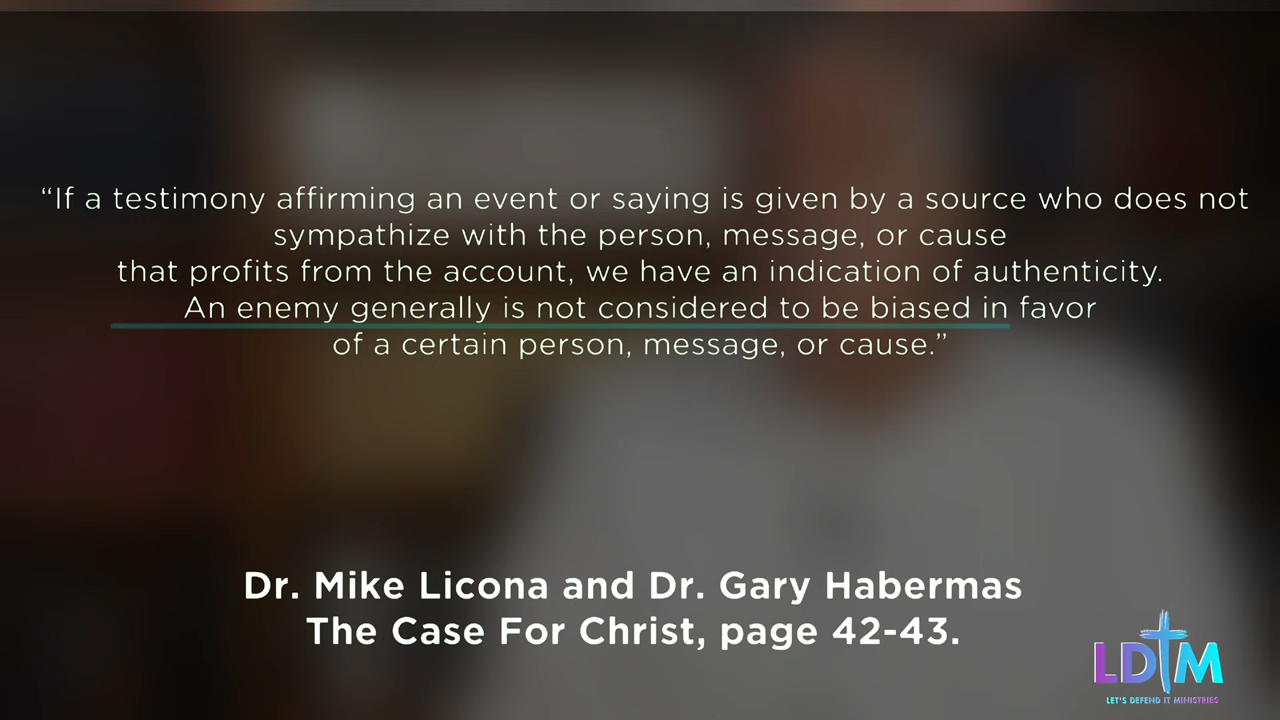 “If a testimony affirming an event or saying is given by a source who does not
sympathize with the person, message, or cause
that profits from the account, we have an indication of authenticity.
An enemy generally is not considered to be biased in favor
of a certain person, message, or cause.”
Dr. Mike Licona and Dr. Gary Habermas
The Case For Christ, page 42-43.
LDTM
LET'S DEFEND IT MINISTRIES